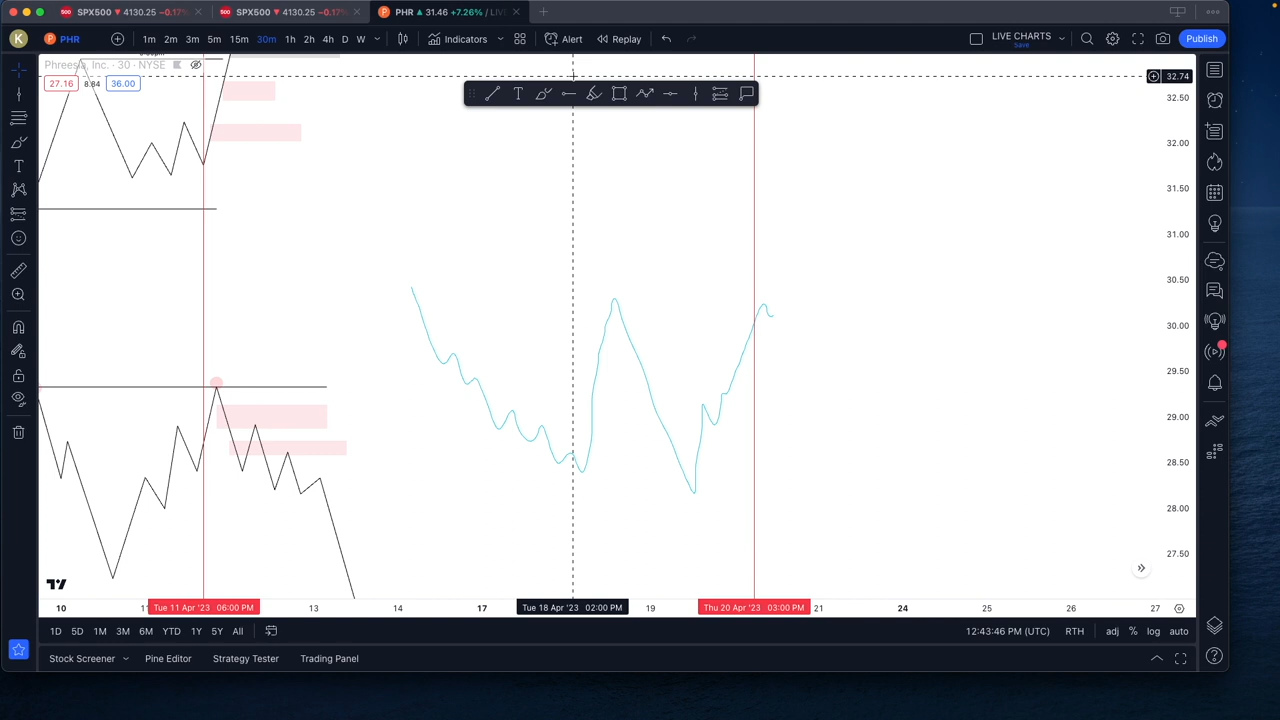 500 SPX500 ▼ 4130.25 −0.17% 500 SPX500 ▼ 4130.25 −0.17% P PHR ▲ 31.46 +7.26% / LIV
K P PHR 1m 2m 3m 5m 15m 30m 1h 2h 4h D W Indicators Alert Replay LIVE CHARTS Save Publish
Phreesia, Inc. · 30 · NYSE
27.16 8.84 36.00
32.74
32.50
32.00
31.50
31.00
30.50
30.00
29.50
29.00
28.50
28.00
27.50
10 11 Tue 11 Apr '23 06:00 PM 13 14 17 Tue 18 Apr '23 02:00 PM 19 Thu 20 Apr '23 03:00 PM 21 24 25 26 27
1D 5D 1M 3M 6M YTD 1Y 5Y All 12:43:46 PM (UTC) RTH adj % log auto
Stock Screener Pine Editor Strategy Tester Trading Panel